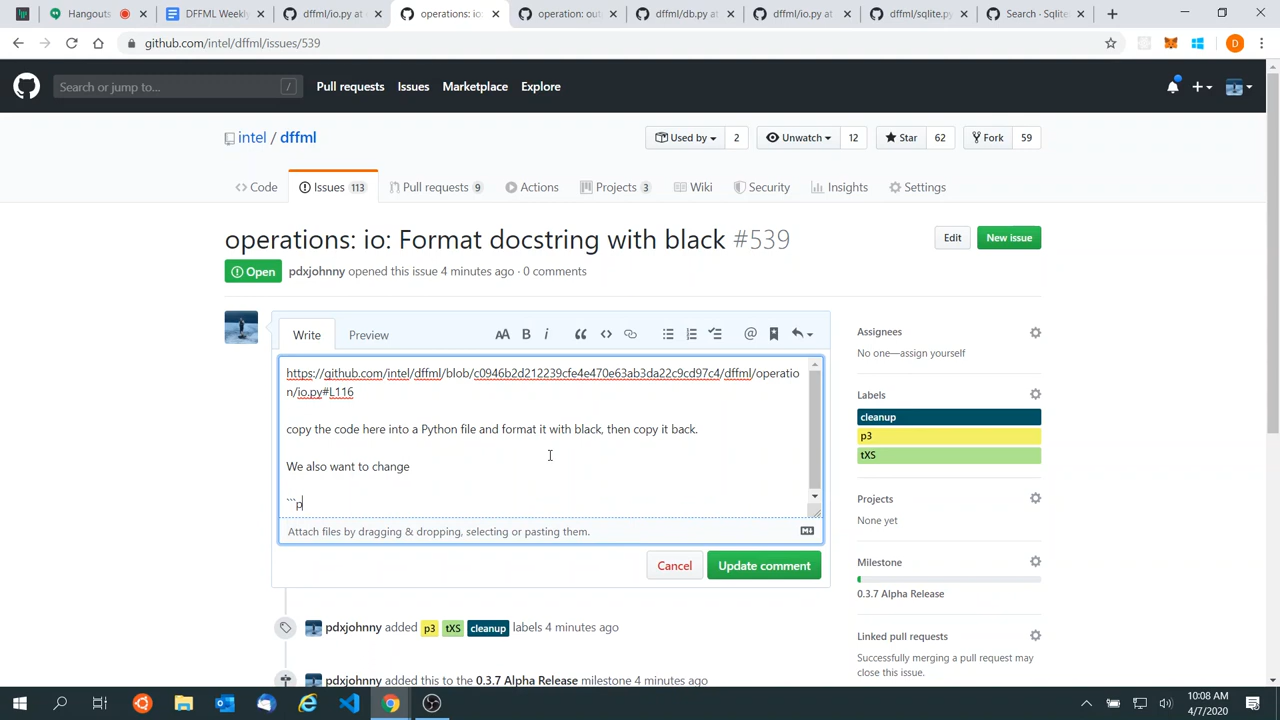 Hangouts
DFFML Weekly
dffml/io.py at
operations: io:
operation: out
dffml/db.py at
dffml/io.py at
dffml/sqlite.py
Search · Sqlite
github.com/intel/dffml/issues/539
D
Search or jump to...
/
Pull requests
Issues
Marketplace
Explore
intel / dffml
Used by
2
Unwatch
12
Star
62
Fork
59
Code
Issues 113
Pull requests 9
Actions
Projects 3
Wiki
Security
Insights
Settings
operations: io: Format docstring with black #539
Edit
New issue
Open
pdxjohnny opened this issue 4 minutes ago · 0 comments
Write
Preview
AA B i
@
https://github.com/intel/dffml/blob/c0946b2d212239cfe4e470e63ab3da22c9cd97c4/dffml/operatio
n/io.py#L116
copy the code here into a Python file and format it with black, then copy it back.
We also want to change
```p
Attach files by dragging & dropping, selecting or pasting them.
Cancel
Update comment
pdxjohnny added p3 tXS cleanup labels 4 minutes ago
pdxjohnny added this to the 0.3.7 Alpha Release milestone 4 minutes ago
Assignees
No one—assign yourself
Labels
cleanup
p3
tXS
Projects
None yet
Milestone
0.3.7 Alpha Release
Linked pull requests
Successfully merging a pull request may
close this issue.
10:08 AM
4/7/2020